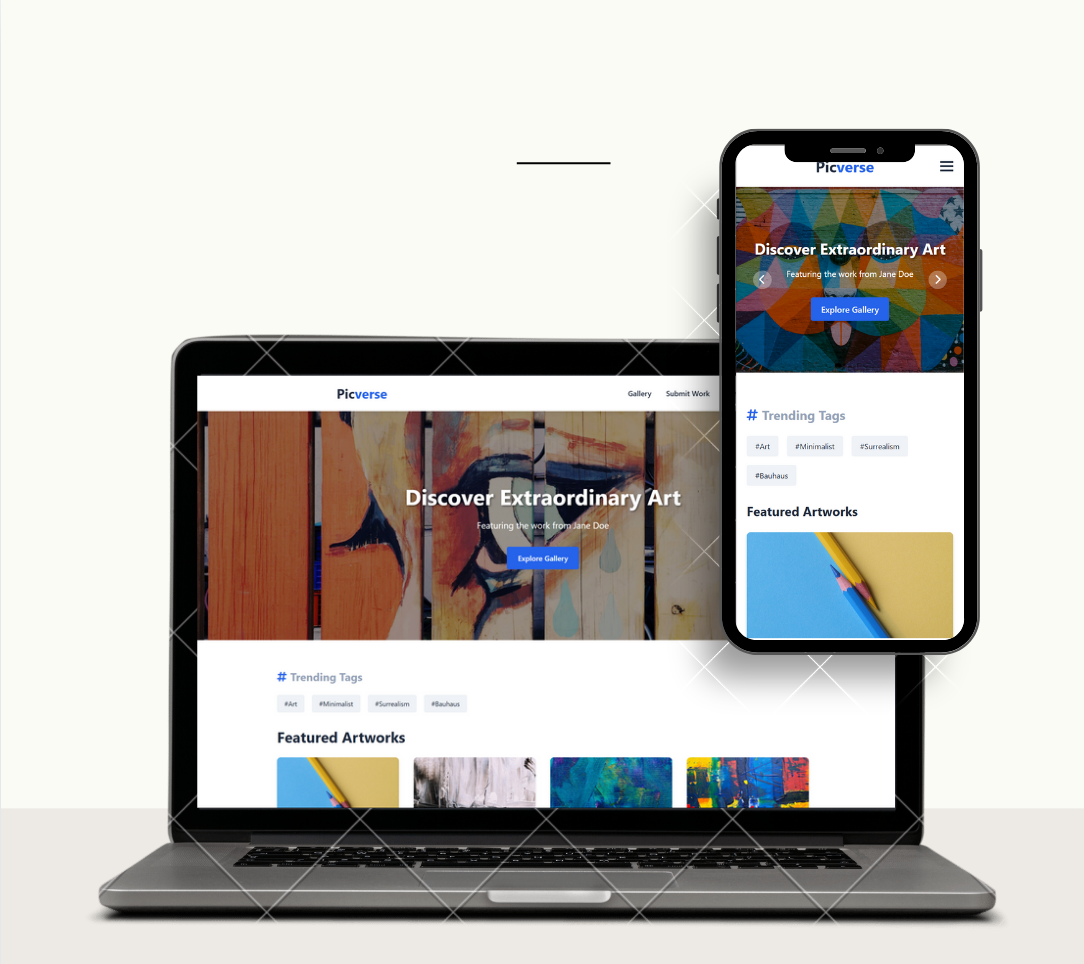 Picverse
Discover Extraordinary Art
Featuring the work from Jane Doe
Explore Gallery
# Trending Tags
#Art #Minimalist #Surrealism
#Bauhaus
Featured Artworks
Picverse Gallery Submit Work
Discover Extraordinary Art
Featuring the work from Jane Doe
Explore Gallery
# Trending Tags
#Art #Minimalist #Surrealism #Bauhaus
Featured Artworks